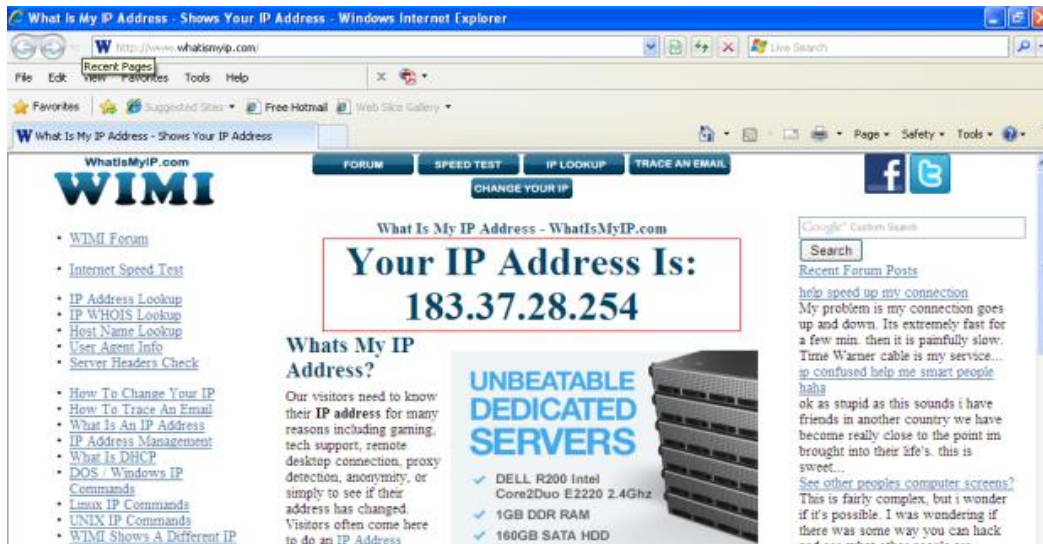 What Is My IP Address - Shows Your IP Address - Windows Internet Explorer
http://www.whatismyip.com/
Live Search
Recent Pages
File Edit View Favorites Tools Help
Favorites Suggested Sites Free Hotmail Web Slice Gallery
What Is My IP Address - Shows Your IP Address
Page Safety Tools
WhatIsMyIP.com
WIMI
FORUM SPEED TEST IP LOOKUP TRACE AN EMAIL
CHANGE YOUR IP
WIMI Forum
Internet Speed Test
IP Address Lookup
IP WHOIS Lookup
Host Name Lookup
User Agent Info
Server Headers Check
How To Change Your IP
How To Trace An Email
What Is An IP Address
IP Address Management
What Is DHCP
DOS / Windows IP
Commands
Linux IP Commands
UNIX IP Commands
WIMI Shows A Different IP
What Is My IP Address - WhatIsMyIP.com
Your IP Address Is:
183.37.28.254
Whats My IP
Address?
Our visitors need to know
their IP address for many
reasons including gaming,
tech support, remote
desktop connection, proxy
detection, anonymity, or
simply to see if their
address has changed.
Visitors often come here
to do an IP Address
UNBEATABLE
DEDICATED
SERVERS
DELL R200 Intel
Core2Duo E2220 2.4Ghz
1GB DDR RAM
160GB SATA HDD
f t
Google Custom Search
Search
Recent Forum Posts
help speed up my connection
My problem is my connection goes
up and down. Its extremely fast for
a few min. then it is painfully slow.
Time Warner cable is my service...
ip confused help me smart people
haha
ok as stupid as this sounds i have
friends in another country we have
become really close to the point im
brought into their life's. this is
sweet...
See other peoples computer screens?
This is fairly complex, but i wonder
if it's possible. I was wondering if
there was some way you can hack
and see what other people are